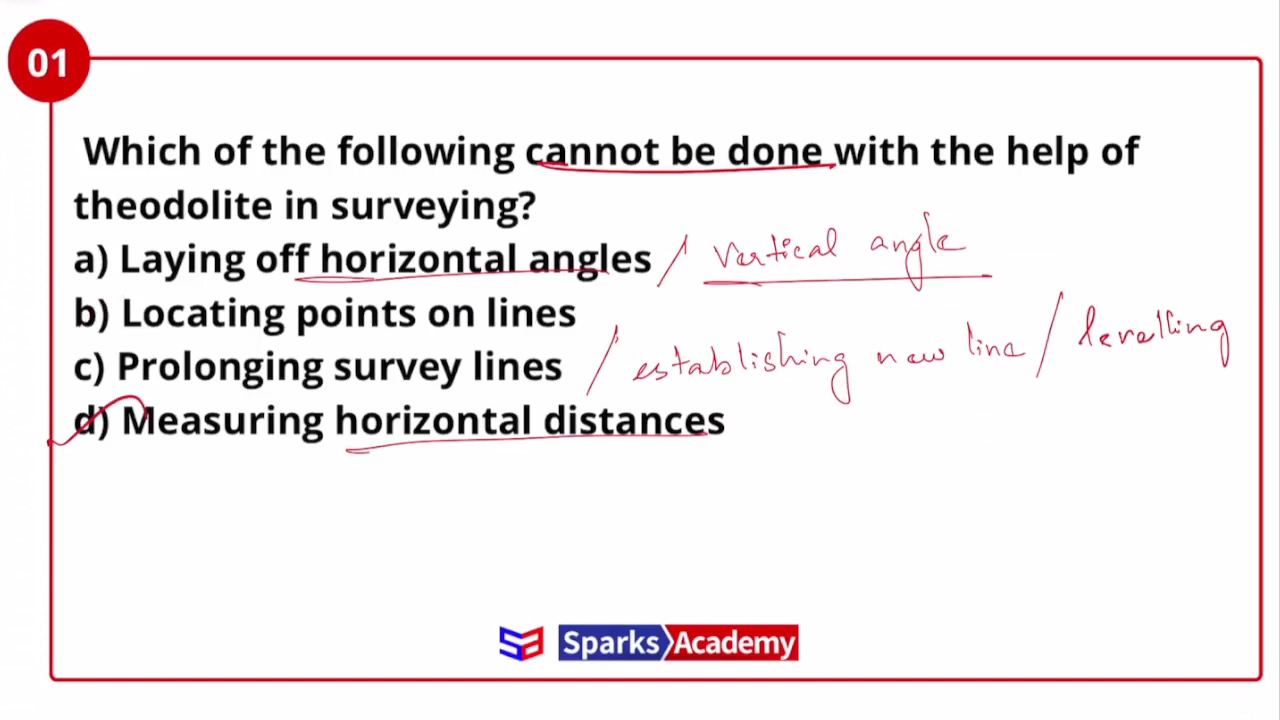 01
Which of the following cannot be done with the help of
theodolite in surveying?
a) Laying off horizontal angles / vertical angle
b) Locating points on lines
c) Prolonging survey lines / establishing new line / levelling
d) Measuring horizontal distances
SA Sparks Academy